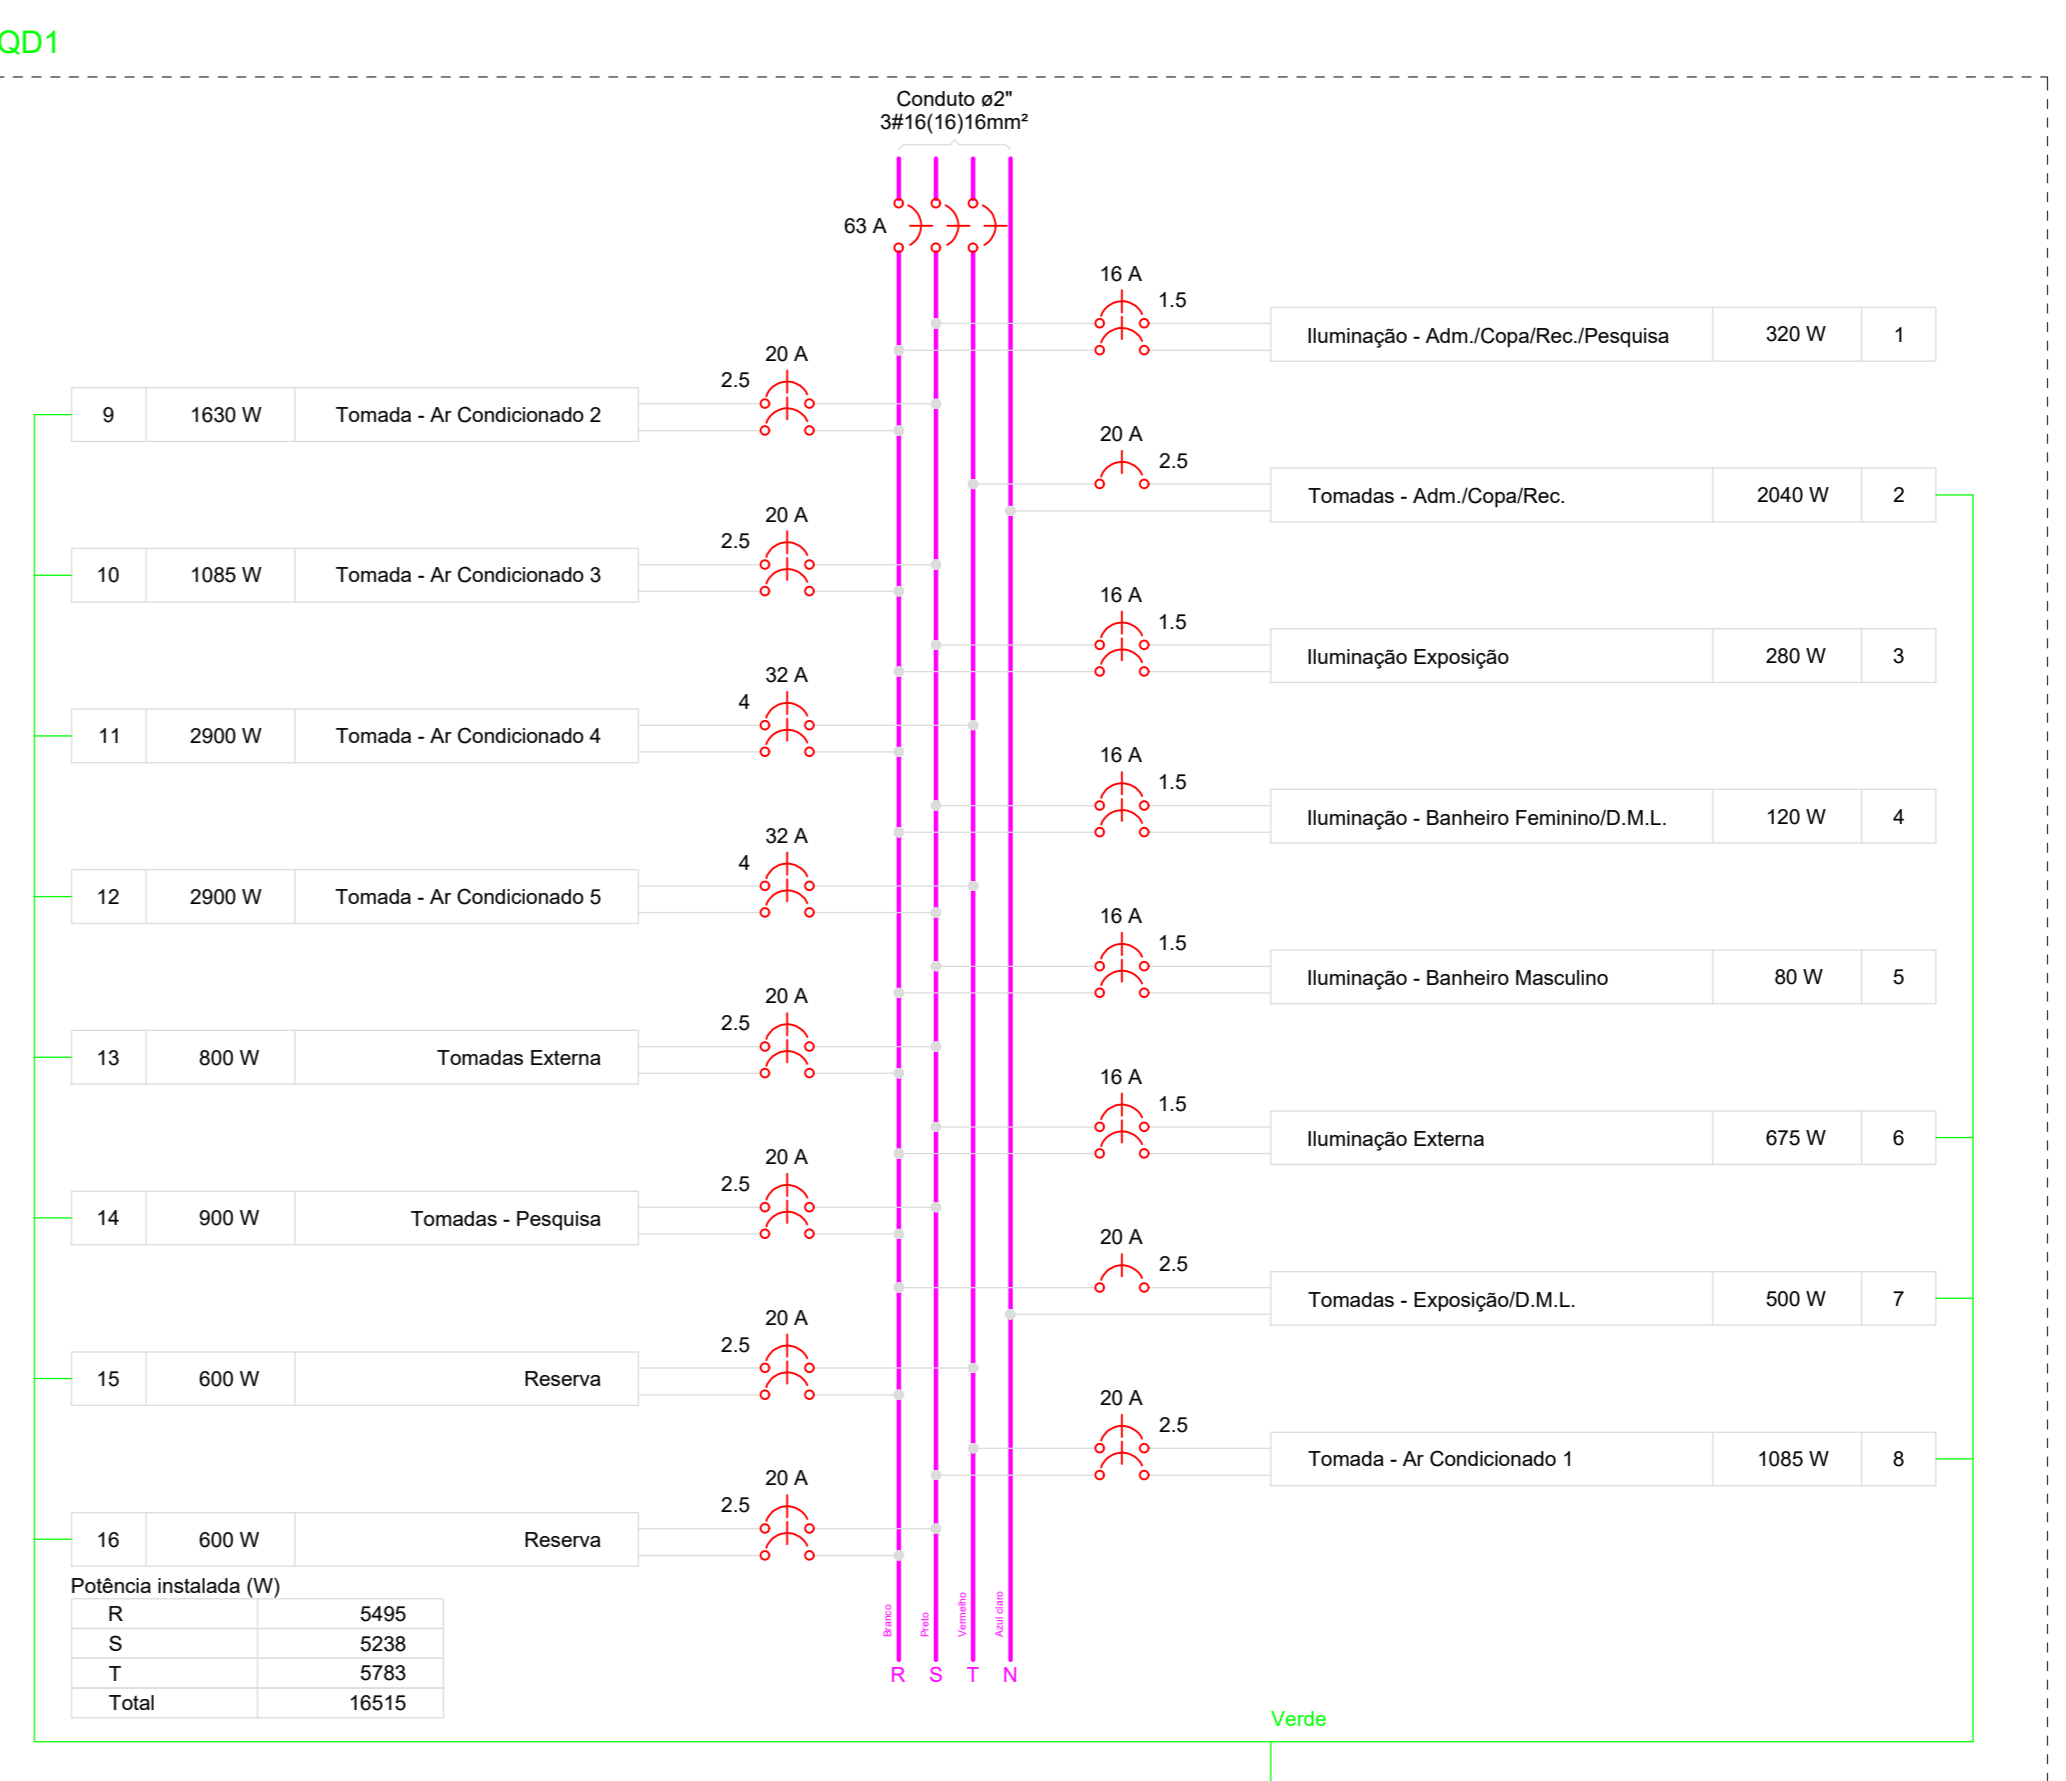 QD1
Conduto ø2"
3#16(16)16mm²
63 A
16 A
1.5
Iluminação - Adm./Copa/Rec./Pesquisa 320 W 1
20 A
2.5
9 1630 W Tomada - Ar Condicionado 2
20 A
2.5
Tomadas - Adm./Copa/Rec. 2040 W 2
20 A
2.5
10 1085 W Tomada - Ar Condicionado 3
16 A
1.5
Iluminação Exposição 280 W 3
32 A
4
11 2900 W Tomada - Ar Condicionado 4
16 A
1.5
Iluminação - Banheiro Feminino/D.M.L. 120 W 4
32 A
4
12 2900 W Tomada - Ar Condicionado 5
16 A
1.5
Iluminação - Banheiro Masculino 80 W 5
20 A
2.5
13 800 W Tomadas Externa
16 A
1.5
Iluminação Externa 675 W 6
20 A
2.5
14 900 W Tomadas - Pesquisa
20 A
2.5
Tomadas - Exposição/D.M.L. 500 W 7
20 A
2.5
15 600 W Reserva
20 A
2.5
Tomada - Ar Condicionado 1 1085 W 8
20 A
2.5
16 600 W Reserva
Potência instalada (W)
R 5495
S 5238
T 5783
Total 16515
Branco
Preto
Vermelho
Azul claro
R S T N
Verde